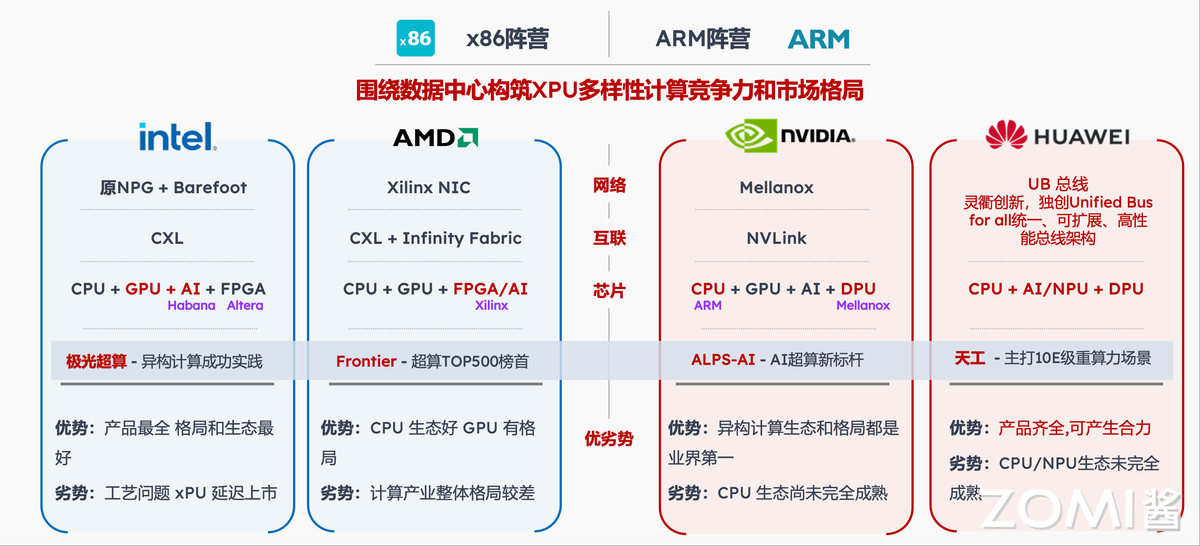 x86 x86阵营 ARM阵营 ARM
围绕数据中心构筑XPU多样性计算竞争力和市场格局
intel.
原NPG + Barefoot
CXL
CPU + GPU + AI + FPGA
Habana Altera
极光超算 - 异构计算成功实践
优势：产品最全 格局和生态最
好
劣势：工艺问题 xPU 延迟上市
AMD
Xilinx NIC
CXL + Infinity Fabric
CPU + GPU + FPGA/AI
Xilinx
Frontier - 超算TOP500榜首
优势：CPU 生态好 GPU 有格
局
劣势：计算产业整体格局较差
网络
互联
芯片
优劣势
NVIDIA.
Mellanox
NVLink
CPU + GPU + AI + DPU
ARM Mellanox
ALPS-AI - AI超算新标杆
优势：异构计算生态和格局都是
业界第一
劣势：CPU 生态尚未完全成熟
HUAWEI
UB 总线
灵衢创新，独创Unified Bus
for all统一、可扩展、高性
能总线架构
CPU + AI/NPU + DPU
天工 - 主打10E级重算力场景
优势：产品齐全,可产生合力
劣势：CPU/NPU生态未完全
成熟
ZOMI酱